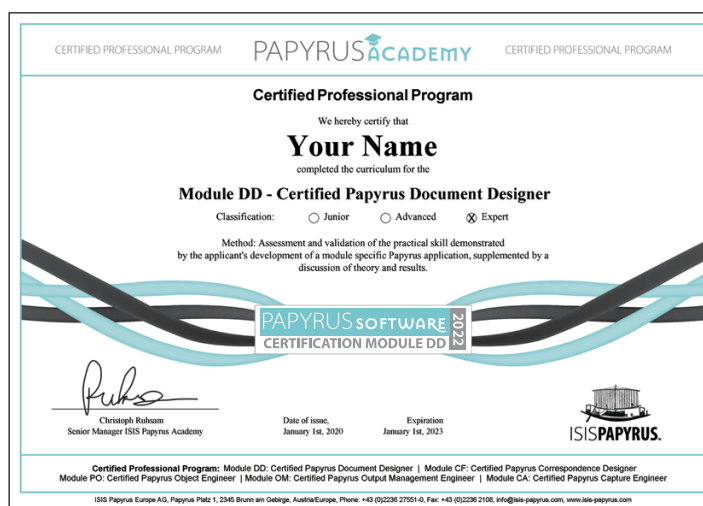 CERTIFIED PROFESSIONAL PROGRAM
PAPYRUS ACADEMY
CERTIFIED PROFESSIONAL PROGRAM
Certified Professional Program
We hereby certify that
Your Name
completed the curriculum for the
Module DD - Certified Papyrus Document Designer
Classification: Junior Advanced X Expert
Method: Assessment and validation of the practical skill demonstrated
by the applicant's development of a module specific Papyrus application, supplemented by a
discussion of theory and results.
PAPYRUS SOFTWARE
CERTIFICATION MODULE DD
2022
Christoph Ruhsam
Senior Manager ISIS Papyrus Academy
Date of issue,
January 1st, 2020
Expiration
January 1st, 2023
ISISPAPYRUS™
Certified Professional Program: Module DD: Certified Papyrus Document Designer | Module CF: Certified Papyrus Correspondence Designer
Module PO: Certified Papyrus Object Engineer | Module OM: Certified Papyrus Output Management Engineer | Module CA: Certified Papyrus Capture Engineer
ISIS Papyrus Europe AG, Papyrus Platz 1, 2345 Brunn am Gebirge, Austria/Europe, Phone: +43 (0)2236 27551-0, Fax: +43 (0)2236 2106, info@isis-papyrus.com, www.isis-papyrus.com